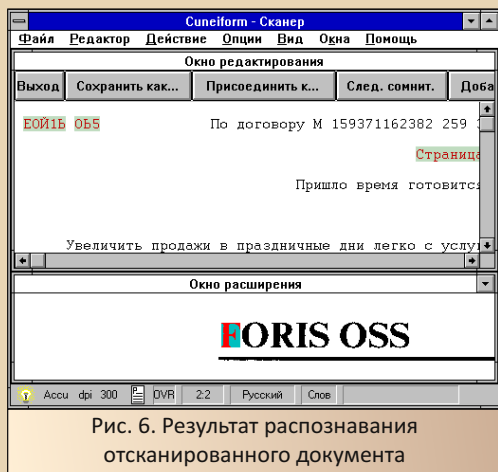 Cuneiform - Сканер
Файл Редактор Действие Опции Вид Окна Помощь
Окно редактирования
Выход Сохранить как... Присоединить к... След. сомнит. Доба
ЕОЙ1Ь ОЬ5 По договору М 159371162382 259
Страница
Пришло время готовится
Увеличить продажи в праздничные дни легко с услу
Окно расширения
FORIS OSS
Accu dpi 300 OVR 2:2 Русский Слов
Рис. 6. Результат распознавания
отсканированного документа